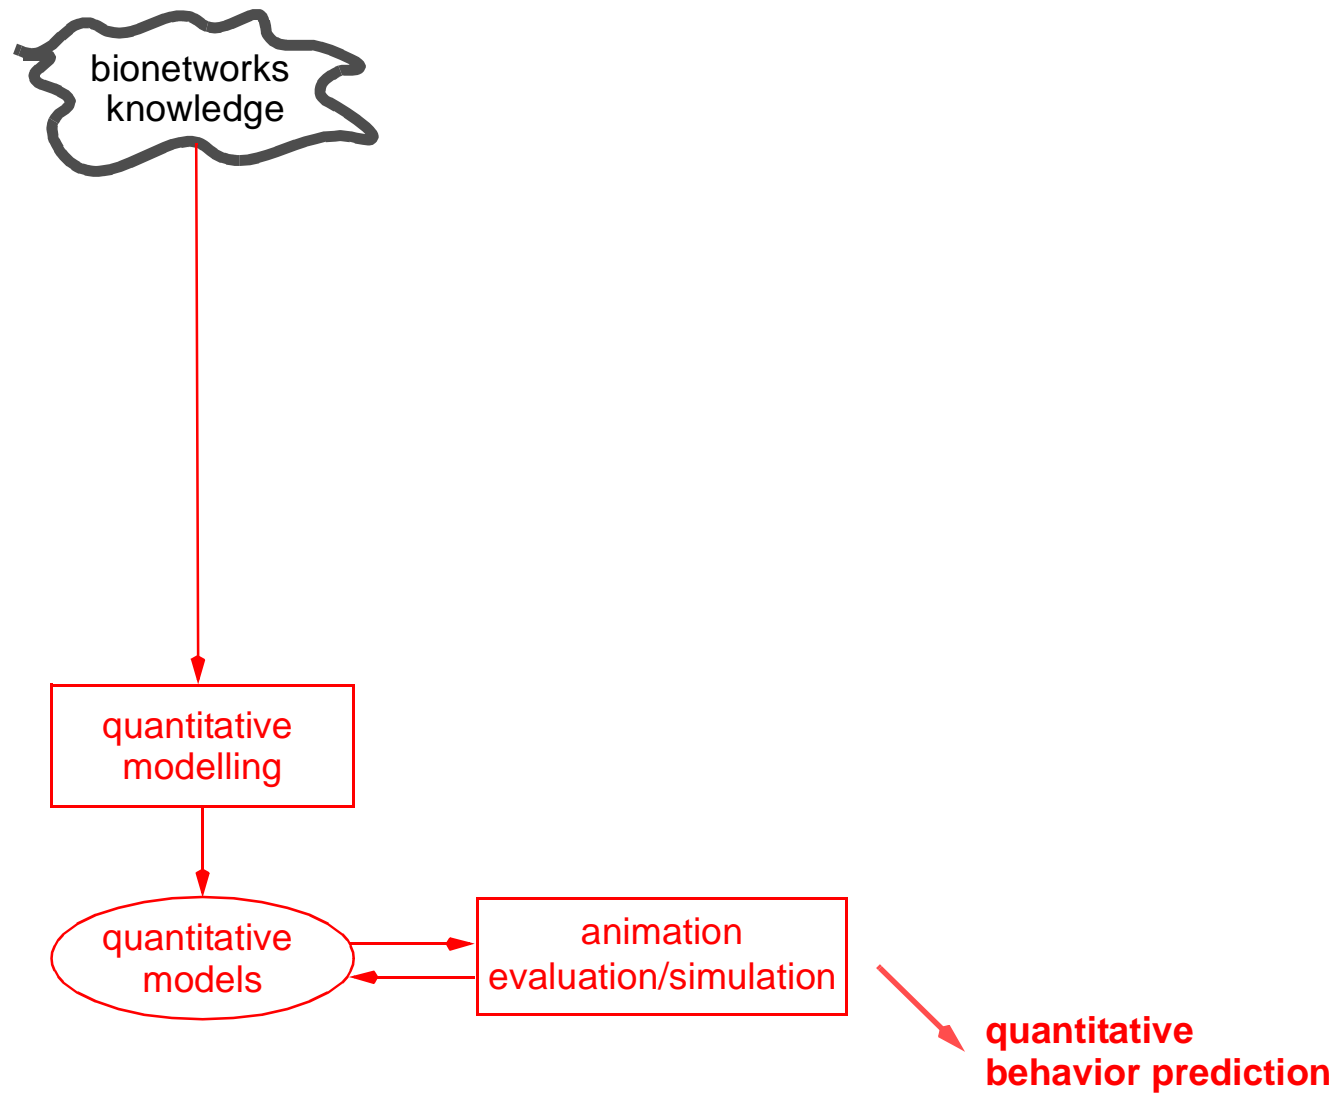 bionetworks
knowledge
quantitative
modelling
quantitative
models
animation
evaluation/simulation
quantitative
behavior prediction